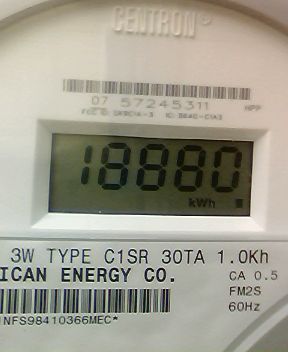 CENTRON
07 57245311 HPP
18880
kWh
3W TYPE C1SR 30TA 1.0Kh
ICAN ENERGY CO. CA 0.5
FM2S
60Hz
NFS98410366MEC*